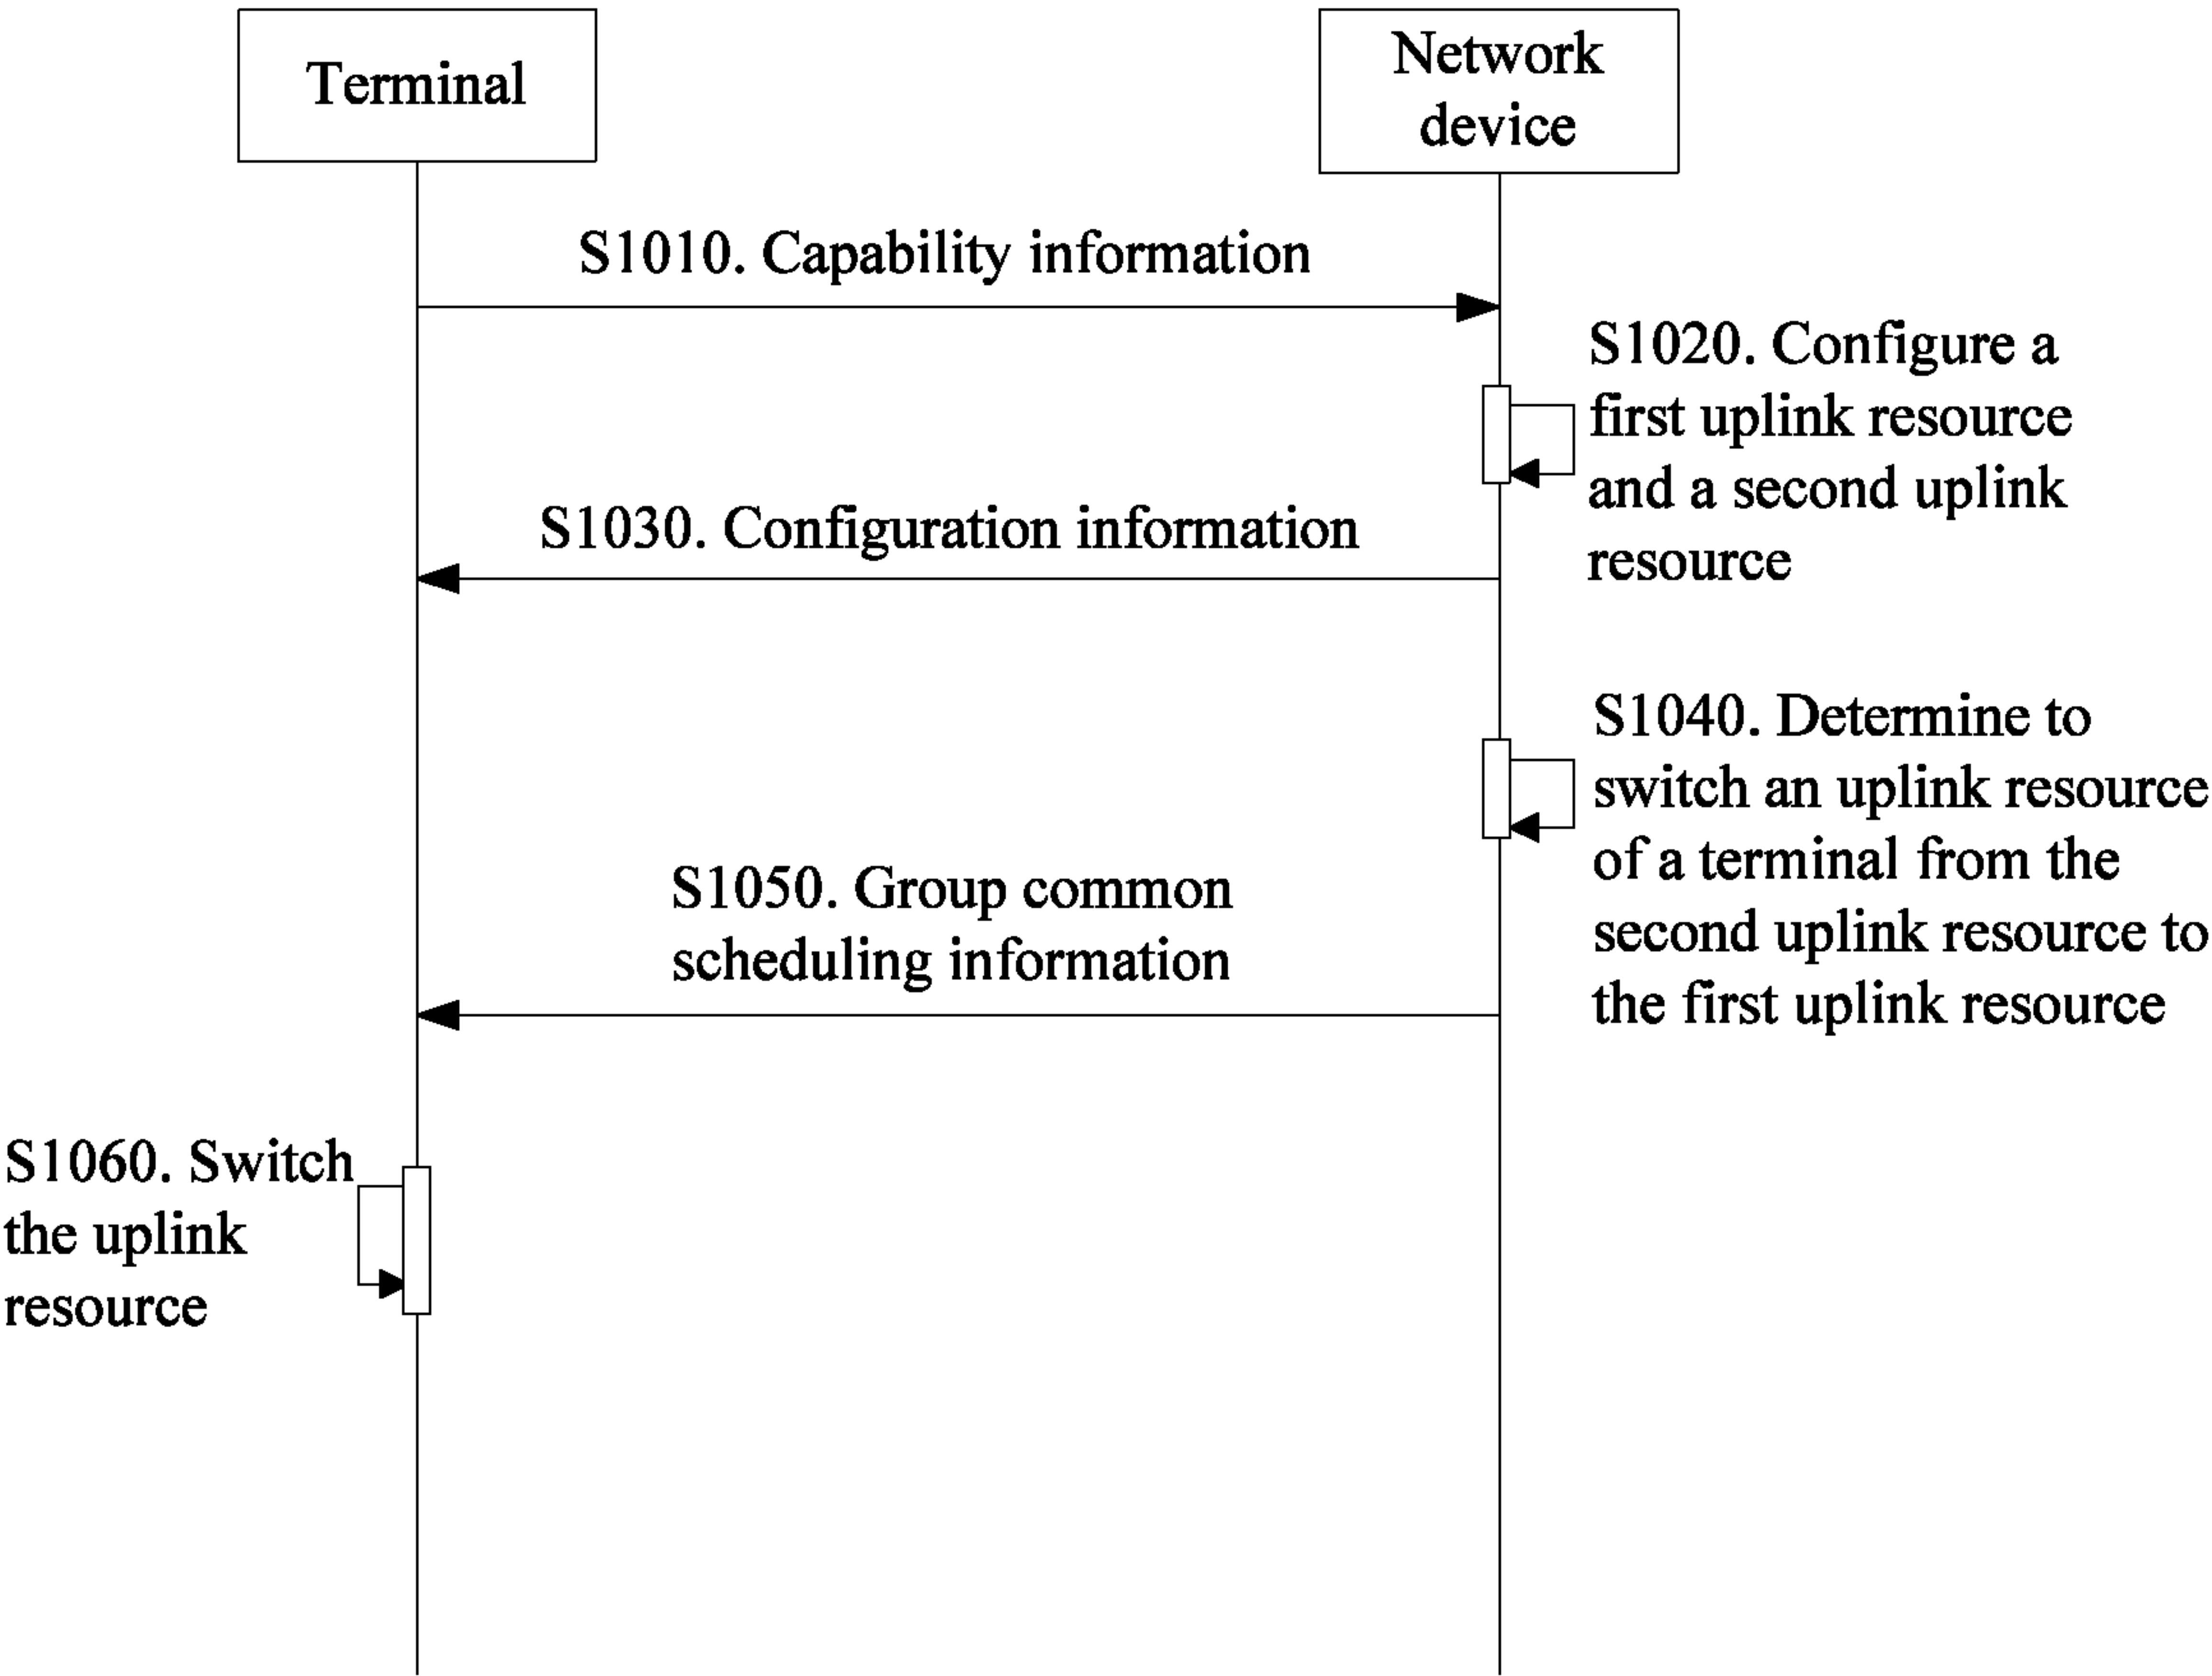 Terminal
Network
device
S1010. Capability information
S1020. Configure a
first uplink resource
and a second uplink
resource
S1030. Configuration information
S1040. Determine to
switch an uplink resource
of a terminal from the
second uplink resource to
the first uplink resource
S1050. Group common
scheduling information
S1060. Switch
the uplink
resource